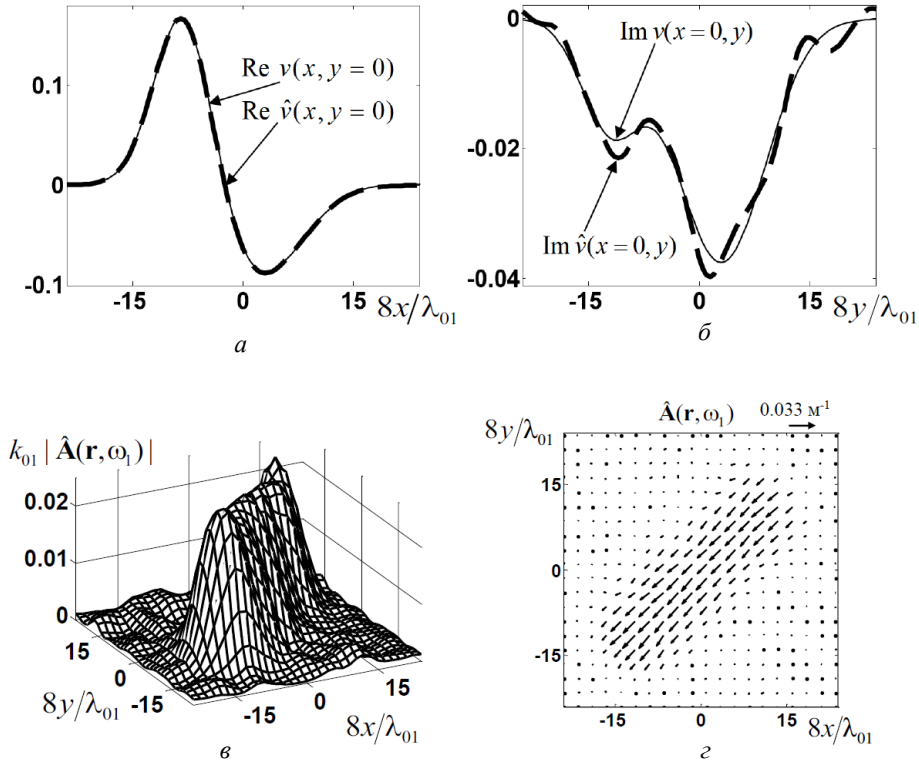 0.1
0
-0.1
-15
0
15
8x/λ₀₁
Re v(x, y = 0)
Re v̂(x, y = 0)
а
0
-0.02
-0.04
-15
0
15
8y/λ₀₁
Im v(x=0, y)
Im v̂(x=0, y)
б
k₀₁ | Â(r, ω₁) |
0.02
0.01
0
15
0
-15
8y/λ₀₁
-15
0
15
8x/λ₀₁
в
Â(r, ω₁)
0.033 м⁻¹
8y/λ₀₁
15
0
-15
-15
0
15
8x/λ₀₁
г